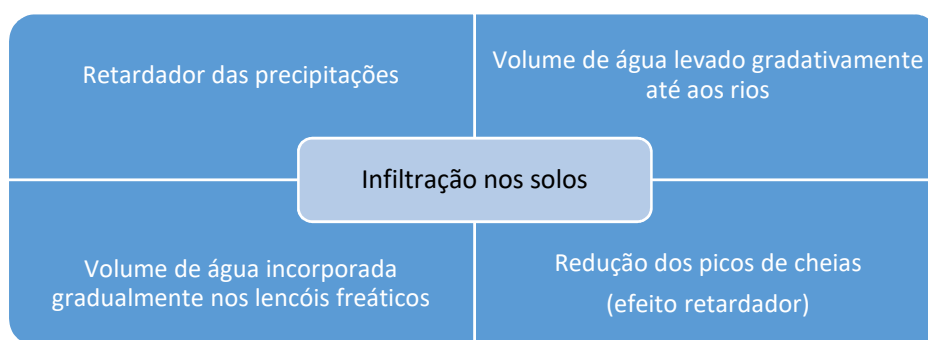 Retardador das precipitações
Volume de água levado gradativamente
até aos rios
Infiltração nos solos
Volume de água incorporada
gradualmente nos lencóis freáticos
Redução dos picos de cheias
(efeito retardador)